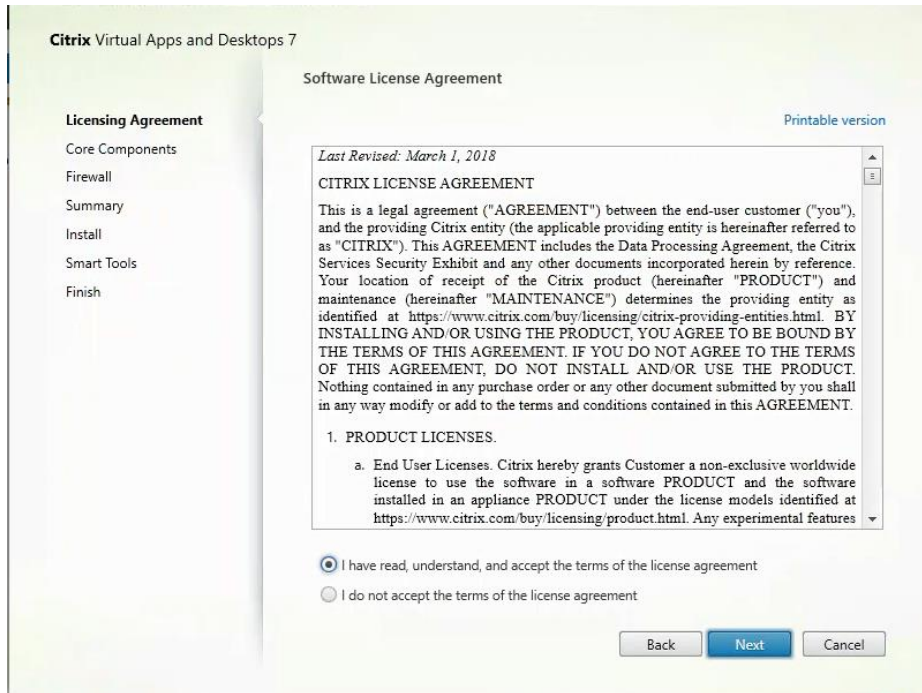 Citrix Virtual Apps and Desktops 7
Licensing Agreement
Core Components
Firewall
Summary
Install
Smart Tools
Finish
Software License Agreement
Printable version
Last Revised: March 1, 2018
CITRIX LICENSE AGREEMENT
This is a legal agreement ("AGREEMENT") between the end-user customer ("you"),
and the providing Citrix entity (the applicable providing entity is hereinafter referred to
as "CITRIX"). This AGREEMENT includes the Data Processing Agreement, the Citrix
Services Security Exhibit and any other documents incorporated herein by reference.
Your location of receipt of the Citrix product (hereinafter "PRODUCT") and
maintenance (hereinafter "MAINTENANCE") determines the providing entity as
identified at https://www.citrix.com/buy/licensing/citrix-providing-entities.html. BY
INSTALLING AND/OR USING THE PRODUCT, YOU AGREE TO BE BOUND BY
THE TERMS OF THIS AGREEMENT. IF YOU DO NOT AGREE TO THE TERMS
OF THIS AGREEMENT, DO NOT INSTALL AND/OR USE THE PRODUCT.
Nothing contained in any purchase order or any other document submitted by you shall
in any way modify or add to the terms and conditions contained in this AGREEMENT.
1. PRODUCT LICENSES.
a. End User Licenses. Citrix hereby grants Customer a non-exclusive worldwide
license to use the software in a software PRODUCT and the software
installed in an appliance PRODUCT under the license models identified at
https://www.citrix.com/buy/licensing/product.html. Any experimental features
I have read, understand, and accept the terms of the license agreement
I do not accept the terms of the license agreement
Back
Next
Cancel